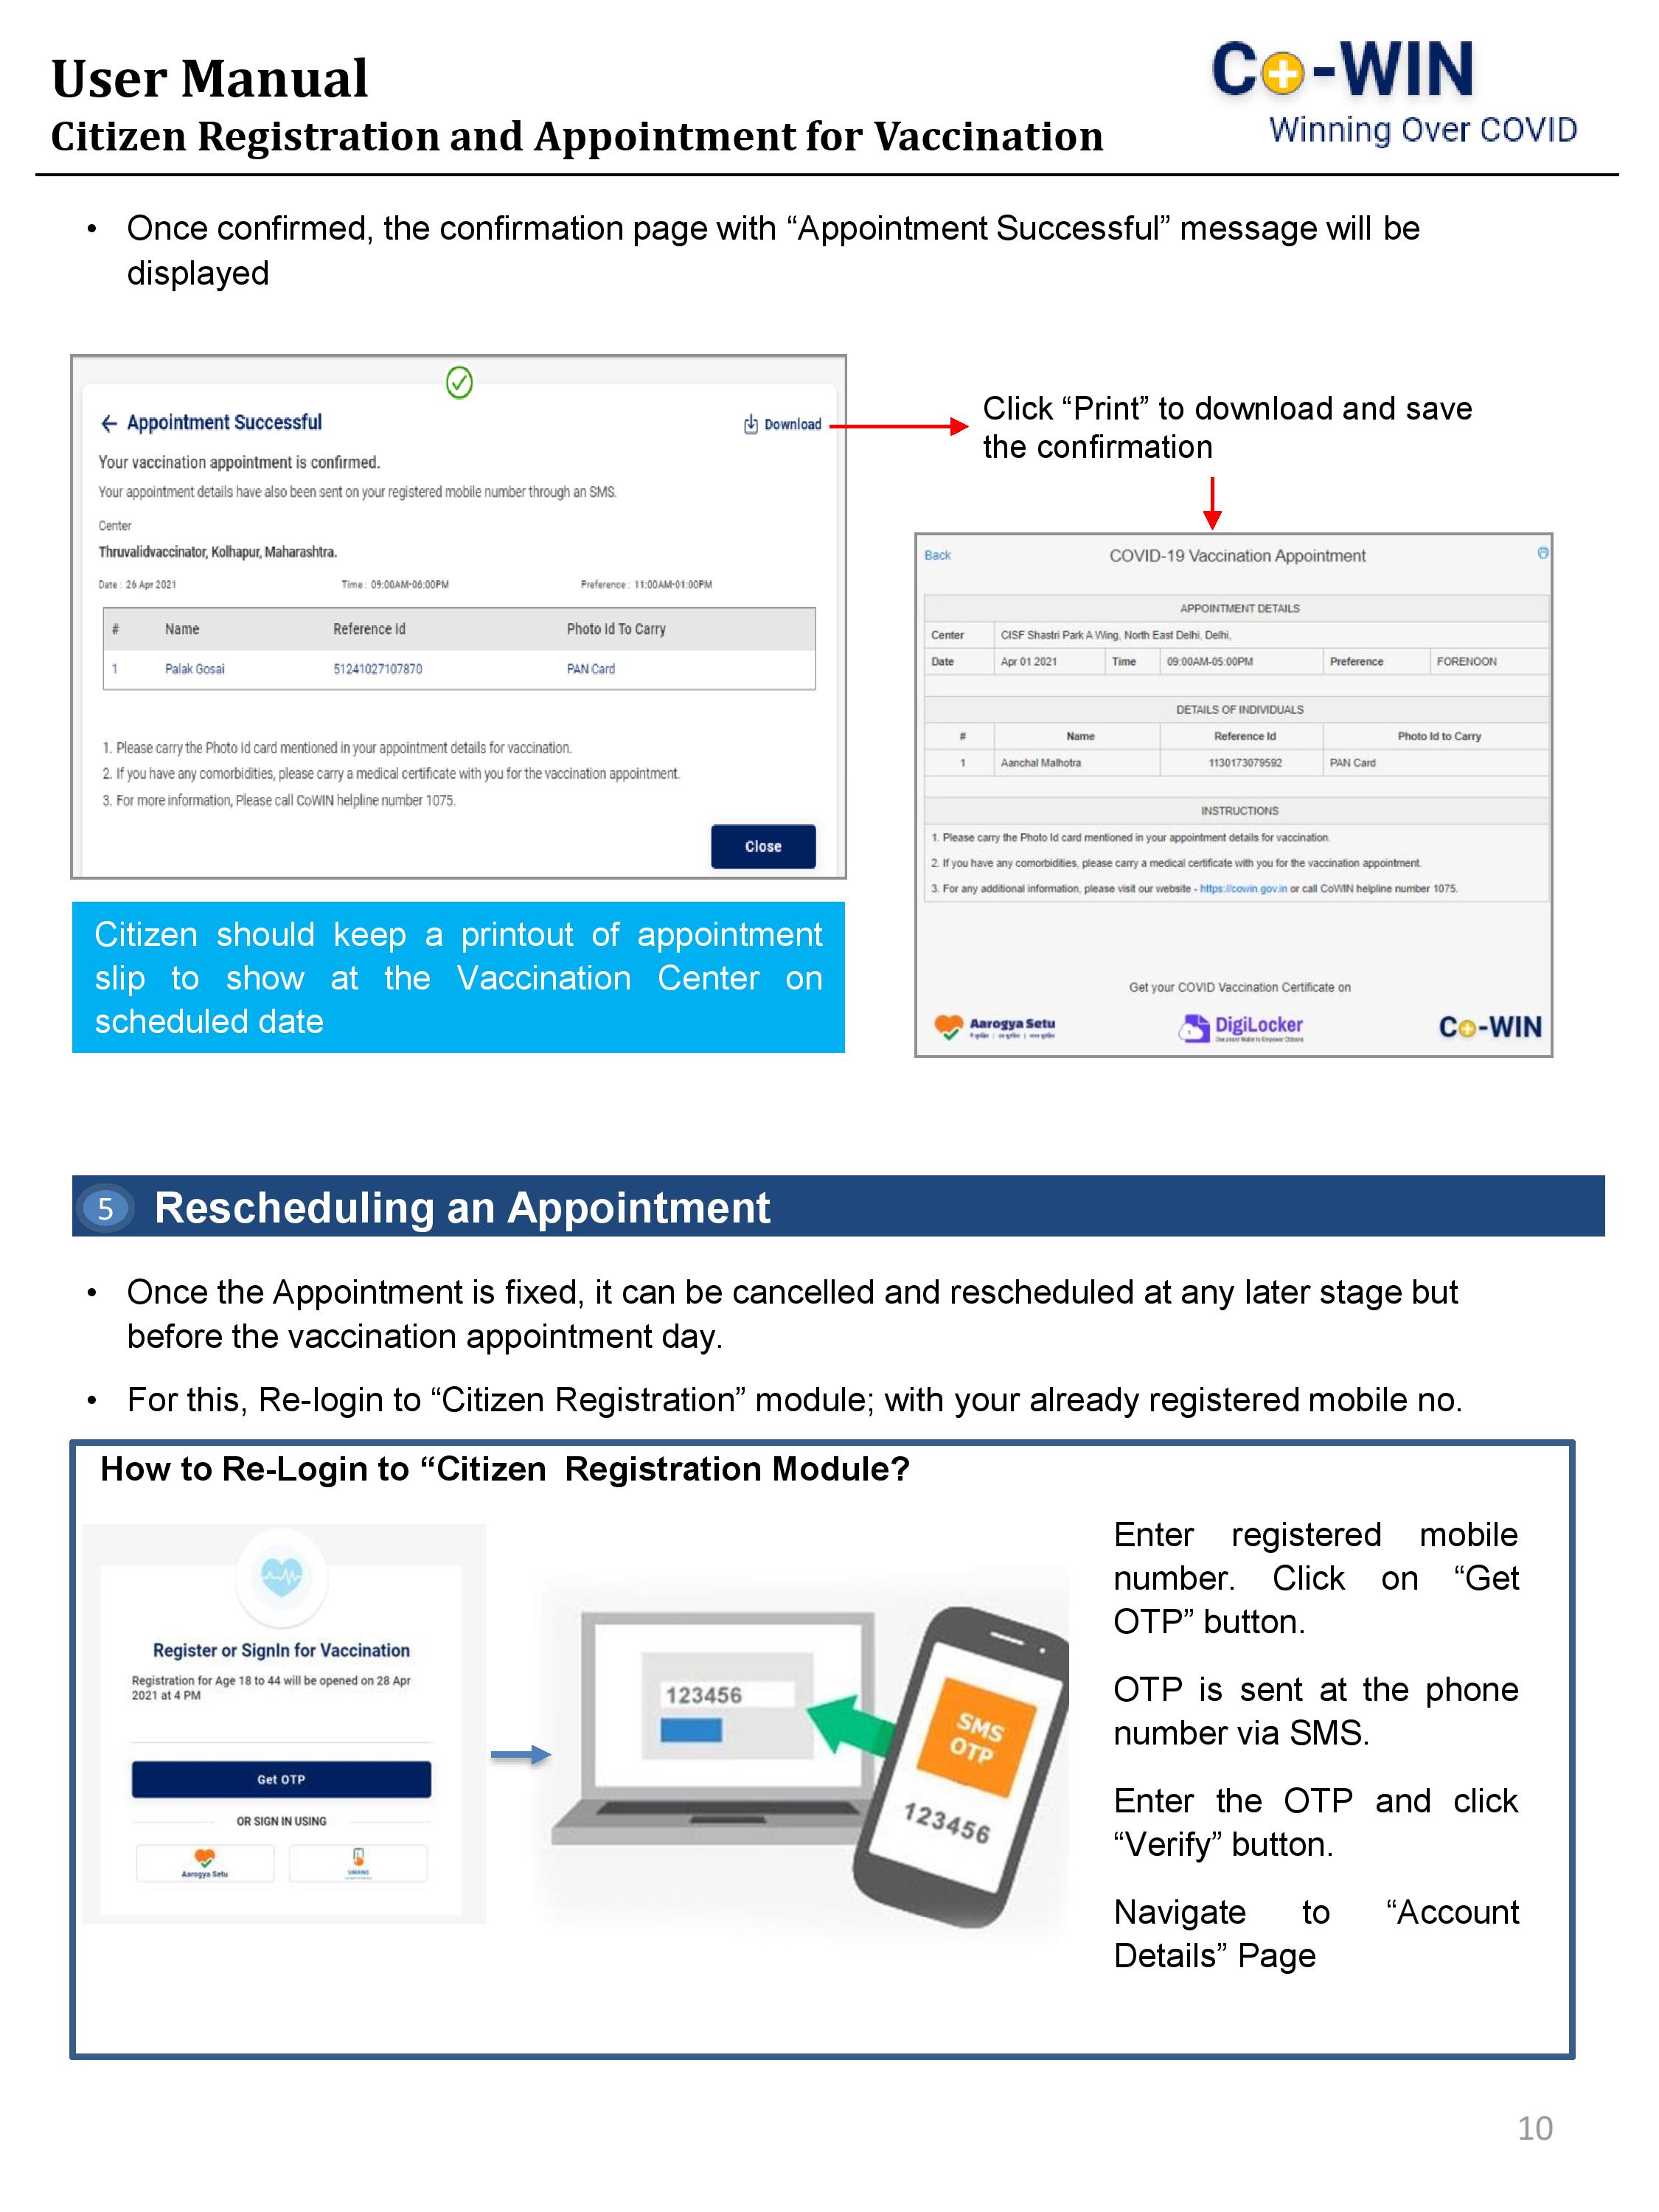 User Manual
Citizen Registration and Appointment for Vaccination
Co-WIN
Winning Over COVID
• Once confirmed, the confirmation page with “Appointment Successful” message will be
displayed
← Appointment Successful
Download
Your vaccination appointment is confirmed.
Your appointment details have also been sent on your registered mobile number through an SMS.
Center
Thruvalidvaccinator, Kolhapur, Maharashtra.
Date : 26 Apr 2021 Time : 09:00AM-06:00PM Preference : 11:00AM-01:00PM
# Name Reference Id Photo Id To Carry
1 Palak Gosai 51241027107870 PAN Card
1. Please carry the Photo Id card mentioned in your appointment details for vaccination.
2. If you have any comorbidities, please carry a medical certificate with you for the vaccination appointment.
3. For more information, Please call CoWIN helpline number 1075.
Close
Click “Print” to download and save
the confirmation
Back COVID-19 Vaccination Appointment
APPOINTMENT DETAILS
Center CISF Shastri Park A Wing, North East Delhi, Delhi,
Date Apr 01 2021 Time 09:00AM-05:00PM Preference FORENOON
DETAILS OF INDIVIDUALS
# Name Reference Id Photo Id to Carry
1 Aanchal Malhotra 1130173079592 PAN Card
INSTRUCTIONS
1. Please carry the Photo Id card mentioned in your appointment details for vaccination.
2. If you have any comorbidities, please carry a medical certificate with you for the vaccination appointment.
3. For any additional information, please visit our website - https://cowin.gov.in or call CoWIN helpline number 1075.
Get your COVID Vaccination Certificate on
Aarogya Setu
DigiLocker
Document Wallet to Empower Citizens
Co-WIN
Citizen should keep a printout of appointment
slip to show at the Vaccination Center on
scheduled date
5 Rescheduling an Appointment
• Once the Appointment is fixed, it can be cancelled and rescheduled at any later stage but
before the vaccination appointment day.
• For this, Re-login to “Citizen Registration” module; with your already registered mobile no.
How to Re-Login to “Citizen Registration Module?
Register or SignIn for Vaccination
Registration for Age 18 to 44 will be opened on 28 Apr
2021 at 4 PM
Get OTP
OR SIGN IN USING
Aarogya Setu
UMANG
123456
SMS
OTP
123456
Enter registered mobile
number. Click on “Get
OTP” button.
OTP is sent at the phone
number via SMS.
Enter the OTP and click
“Verify” button.
Navigate to “Account
Details” Page
10